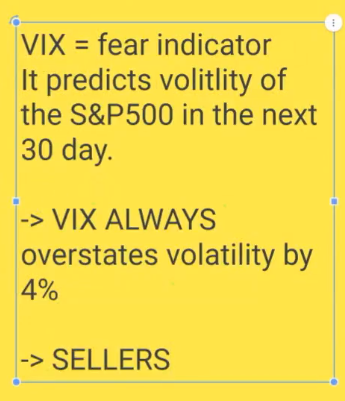 VIX = fear indicator
It predicts volitlity of
the S&P500 in the next
30 day.
-> VIX ALWAYS
overstates volatility by
4%
-> SELLERS